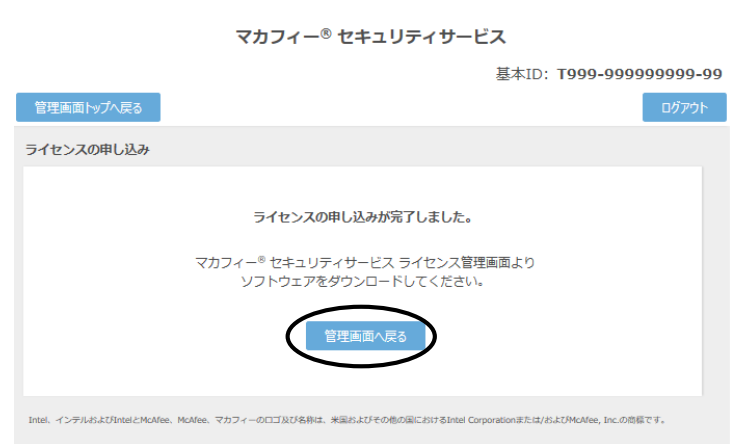 マカフィー® セキュリティサービス
基本ID: T999-999999999-99
管理画面トップへ戻る
ログアウト
ライセンスの申し込み
ライセンスの申し込みが完了しました。
マカフィー® セキュリティサービス ライセンス管理画面より
ソフトウェアをダウンロードしてください。
管理画面へ戻る
Intel、インテルおよびIntelとMcAfee、McAfee、マカフィーのロゴ及び名称は、米国およびその他の国におけるIntel Corporationまたは/およびMcAfee, Inc.の商標です。